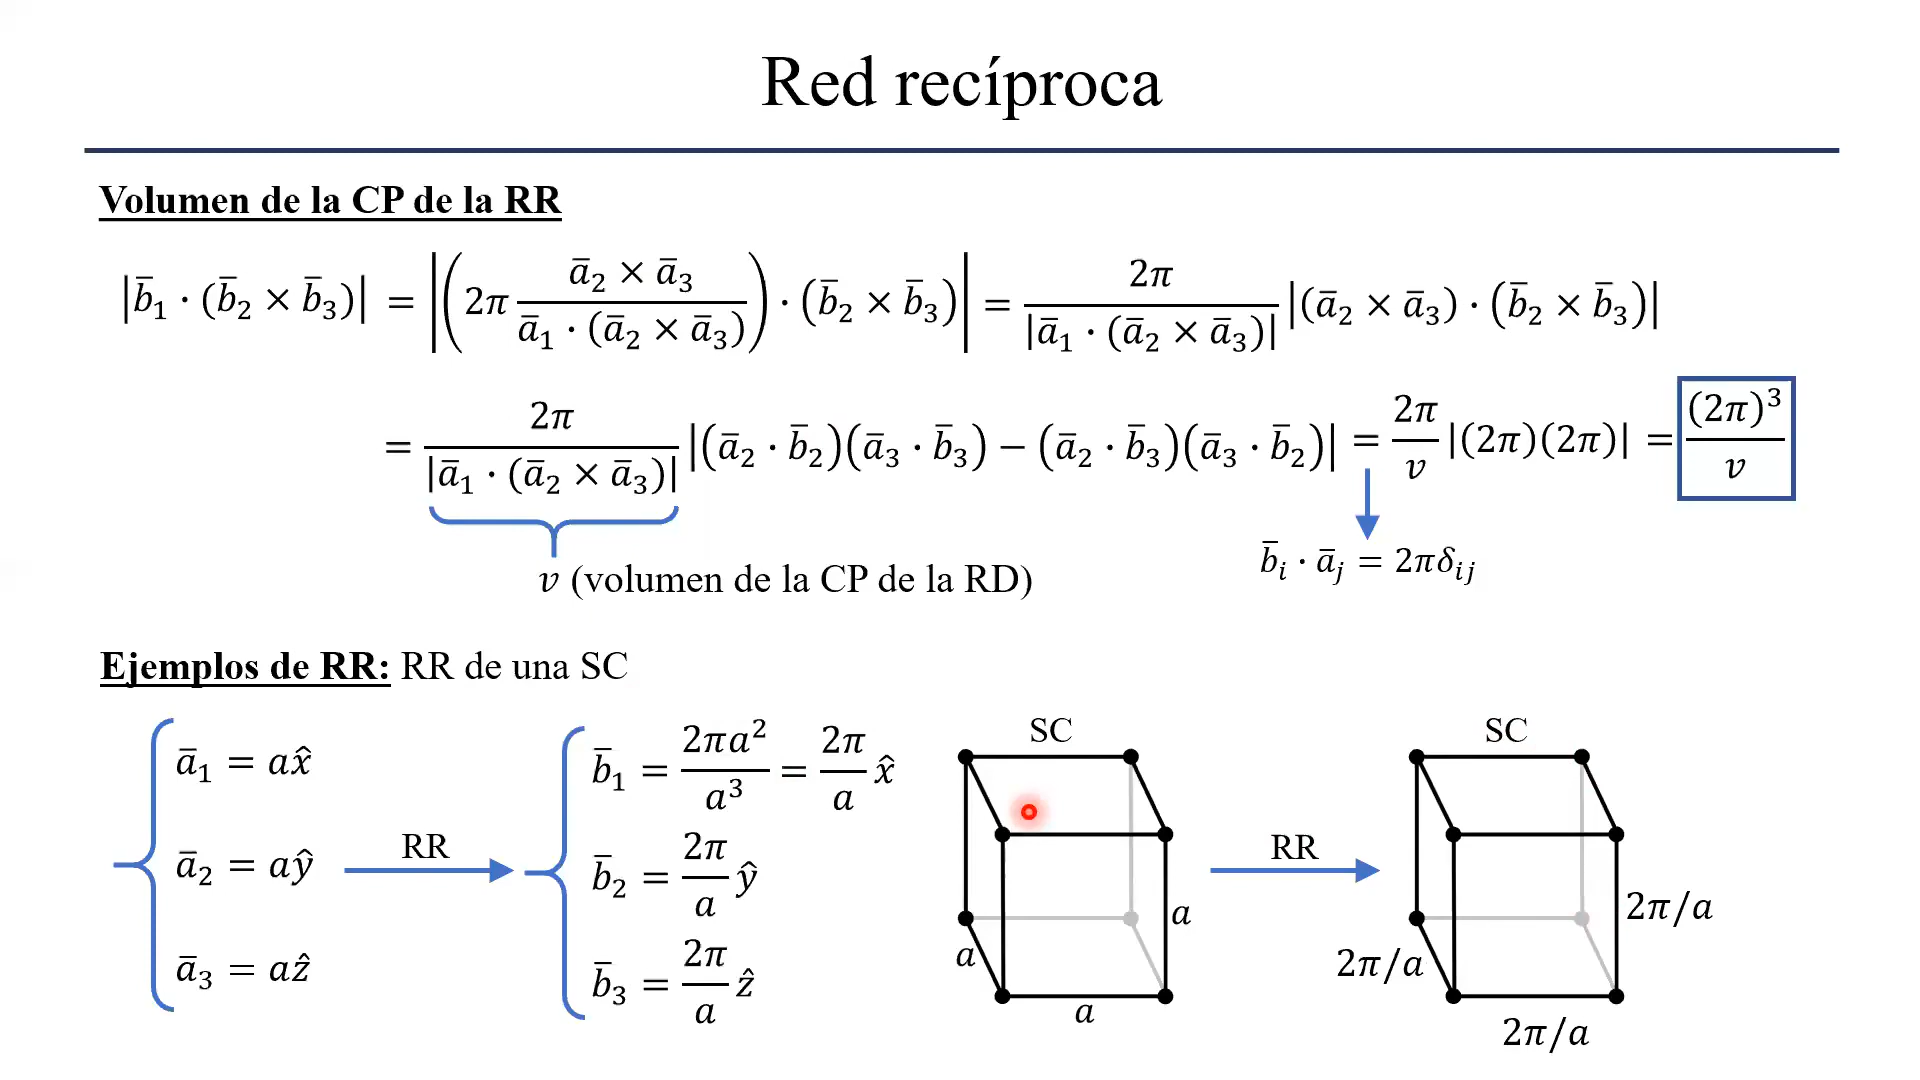 Red recíproca
Volumen de la CP de la RR
|b̄₁ · (b̄₂ × b̄₃)| = |(2π (ā₂ × ā₃)/(ā₁ · (ā₂ × ā₃))) · (b̄₂ × b̄₃)| = 2π/|ā₁ · (ā₂ × ā₃)| |(ā₂ × ā₃) · (b̄₂ × b̄₃)|
= 2π/|ā₁ · (ā₂ × ā₃)| |(ā₂ · b̄₂)(ā₃ · b̄₃) − (ā₂ · b̄₃)(ā₃ · b̄₂)| = 2π/v |(2π)(2π)| = (2π)³/v
v (volumen de la CP de la RD)
b̄ᵢ · āⱼ = 2πδᵢⱼ
Ejemplos de RR: RR de una SC
ā₁ = ax̂
ā₂ = aŷ
ā₃ = aẑ
RR
b̄₁ = 2πa²/a³ = 2π/a x̂
b̄₂ = 2π/a ŷ
b̄₃ = 2π/a ẑ
SC
a
a
a
RR
SC
2π/a
2π/a
2π/a